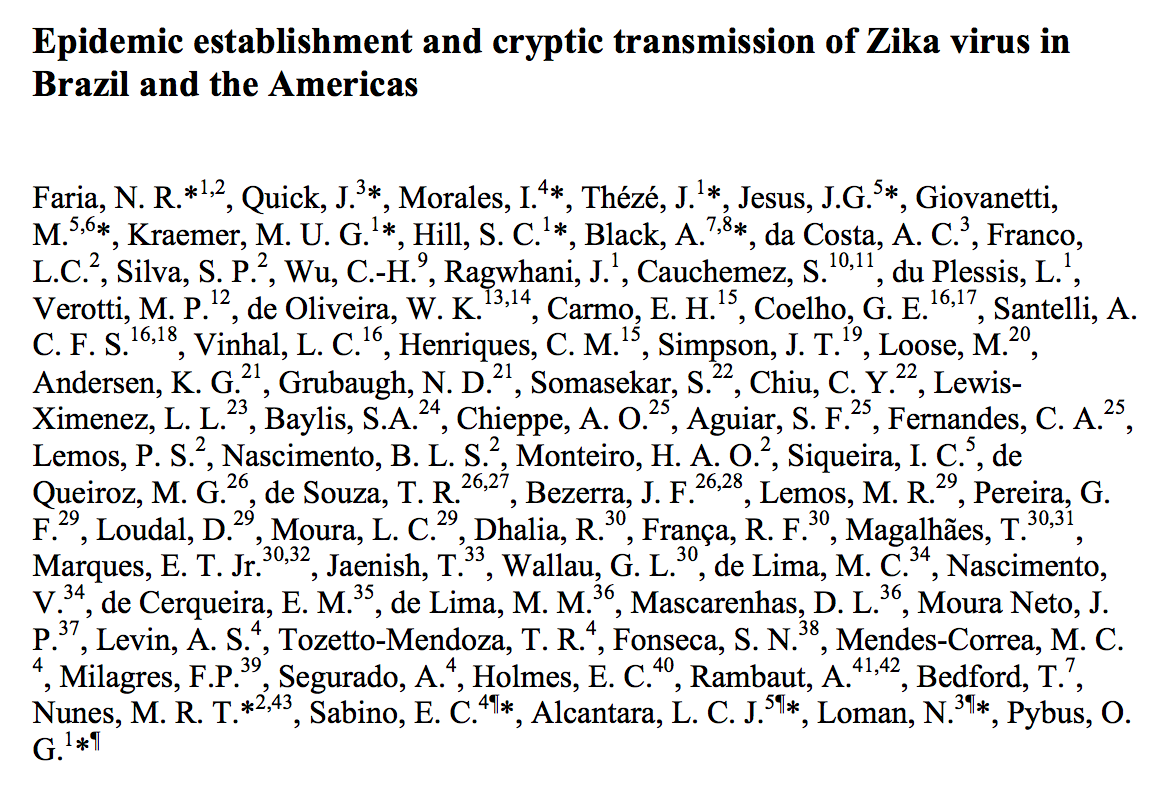 Epidemic establishment and cryptic transmission of Zika virus in
Brazil and the Americas
Faria, N. R.*1,2, Quick, J.3*, Morales, I.4*, Thézé, J.1*, Jesus, J.G.5*, Giovanetti,
M.5,6*, Kraemer, M. U. G.1*, Hill, S. C.1*, Black, A.7,8*, da Costa, A. C.3, Franco,
L.C.2, Silva, S. P.2, Wu, C.-H.9, Ragwhani, J.1, Cauchemez, S.10,11, du Plessis, L.1,
Verotti, M. P.12, de Oliveira, W. K.13,14, Carmo, E. H.15, Coelho, G. E.16,17, Santelli, A.
C. F. S.16,18, Vinhal, L. C.16, Henriques, C. M.15, Simpson, J. T.19, Loose, M.20,
Andersen, K. G.21, Grubaugh, N. D.21, Somasekar, S.22, Chiu, C. Y.22, Lewis-
Ximenez, L. L.23, Baylis, S.A.24, Chieppe, A. O.25, Aguiar, S. F.25, Fernandes, C. A.25,
Lemos, P. S.2, Nascimento, B. L. S.2, Monteiro, H. A. O.2, Siqueira, I. C.5, de
Queiroz, M. G.26, de Souza, T. R.26,27, Bezerra, J. F.26,28, Lemos, M. R.29, Pereira, G.
F.29, Loudal, D.29, Moura, L. C.29, Dhalia, R.30, França, R. F.30, Magalhães, T.30,31,
Marques, E. T. Jr.30,32, Jaenish, T.33, Wallau, G. L.30, de Lima, M. C.34, Nascimento,
V.34, de Cerqueira, E. M.35, de Lima, M. M.36, Mascarenhas, D. L.36, Moura Neto, J.
P.37, Levin, A. S.4, Tozetto-Mendoza, T. R.4, Fonseca, S. N.38, Mendes-Correa, M. C.
4, Milagres, F.P.39, Segurado, A.4, Holmes, E. C.40, Rambaut, A.41,42, Bedford, T.7,
Nunes, M. R. T.*2,43, Sabino, E. C.4¶*, Alcantara, L. C. J.5¶*, Loman, N.3¶*, Pybus, O.
G.1*¶